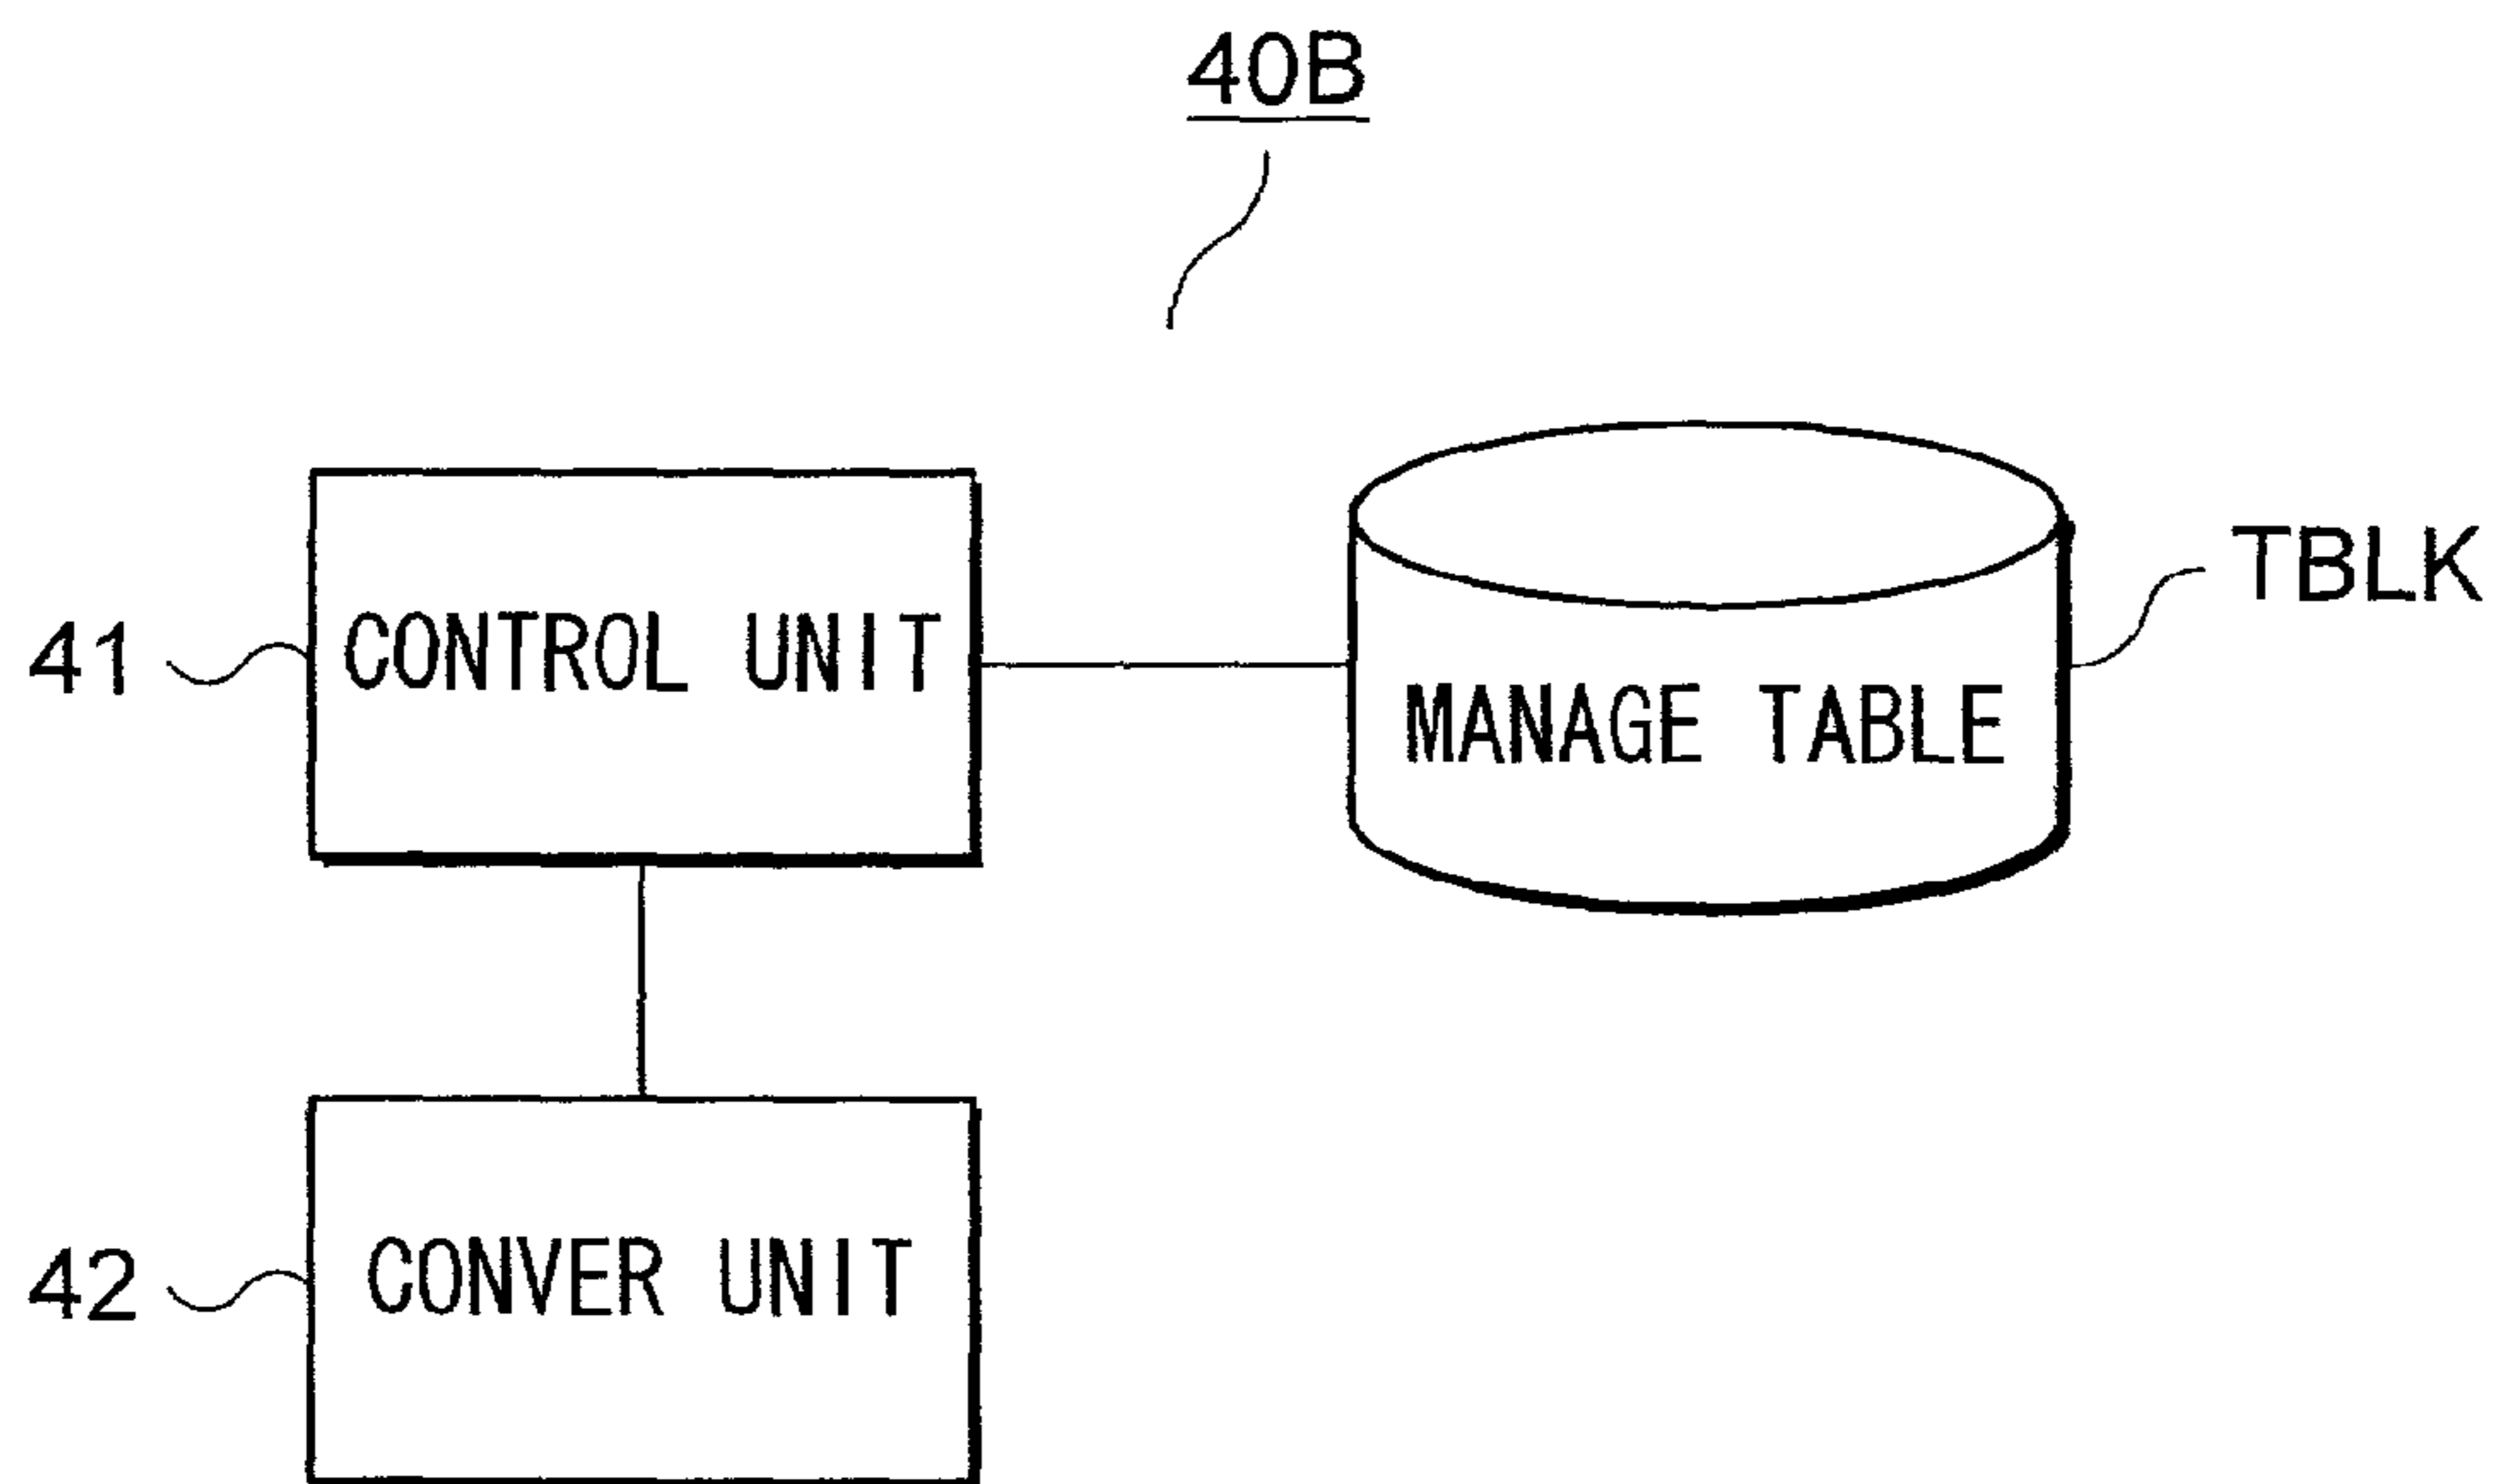 40B
41
CONTROL UNIT
MANAGE TABLE
TBLK
42
CONVER UNIT